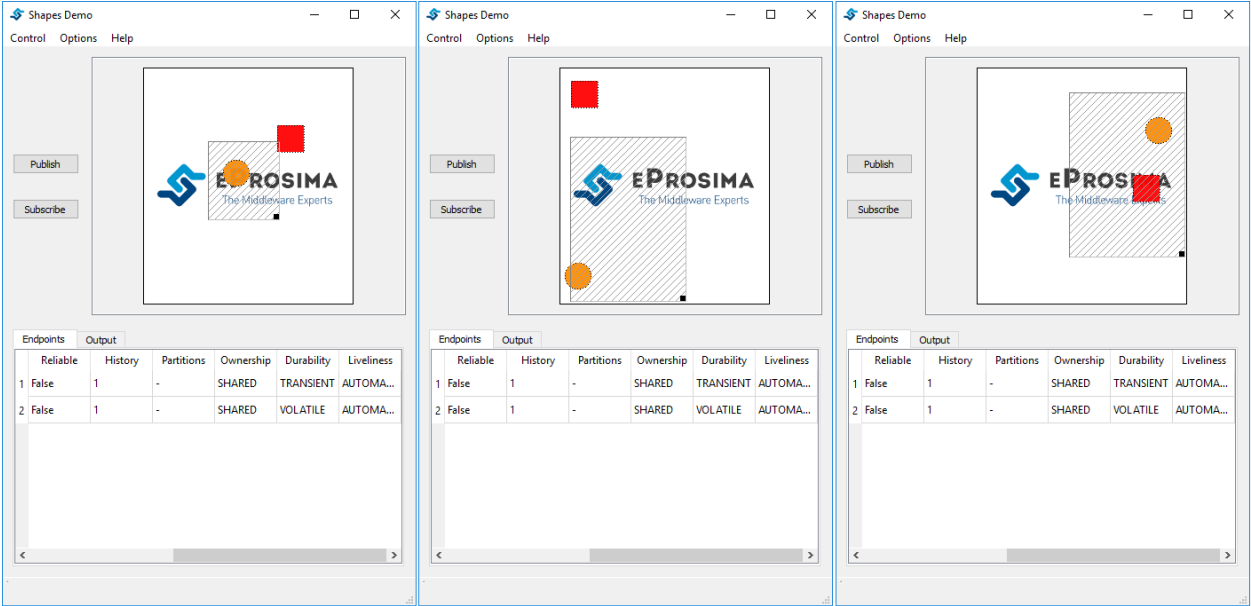 Shapes Demo
Control Options Help
Publish
Subscribe
EPROSIMA
The Middleware Experts
Endpoints Output
Reliable History Partitions Ownership Durability Liveliness
1 False 1 - SHARED TRANSIENT AUTOMA...
2 False 1 - SHARED VOLATILE AUTOMA...
Shapes Demo
Control Options Help
Publish
Subscribe
EPROSIMA
The Middleware Experts
Endpoints Output
Reliable History Partitions Ownership Durability Liveliness
1 False 1 - SHARED TRANSIENT AUTOMA...
2 False 1 - SHARED VOLATILE AUTOMA...
Shapes Demo
Control Options Help
Publish
Subscribe
EPROSIMA
The Middleware Experts
Endpoints Output
Reliable History Partitions Ownership Durability Liveliness
1 False 1 - SHARED TRANSIENT AUTOMA...
2 False 1 - SHARED VOLATILE AUTOMA...